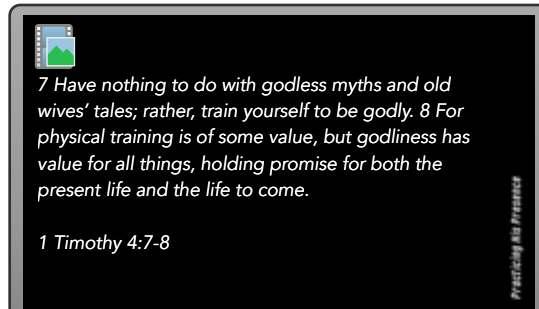 7 Have nothing to do with godless myths and old
wives’ tales; rather, train yourself to be godly. 8 For
physical training is of some value, but godliness has
value for all things, holding promise for both the
present life and the life to come.
1 Timothy 4:7-8
Practicing His Presence